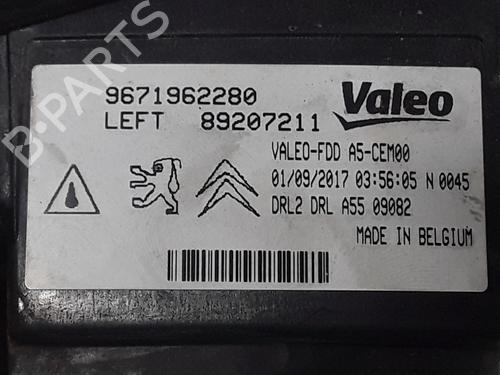 9671962280
Valeo
LEFT 89207211
VALEO-FDD A5-CEM00
01/09/2017 03:56:05 N 0045
DRL2 DRL A55 09082
MADE IN BELGIUM
B-PARTS